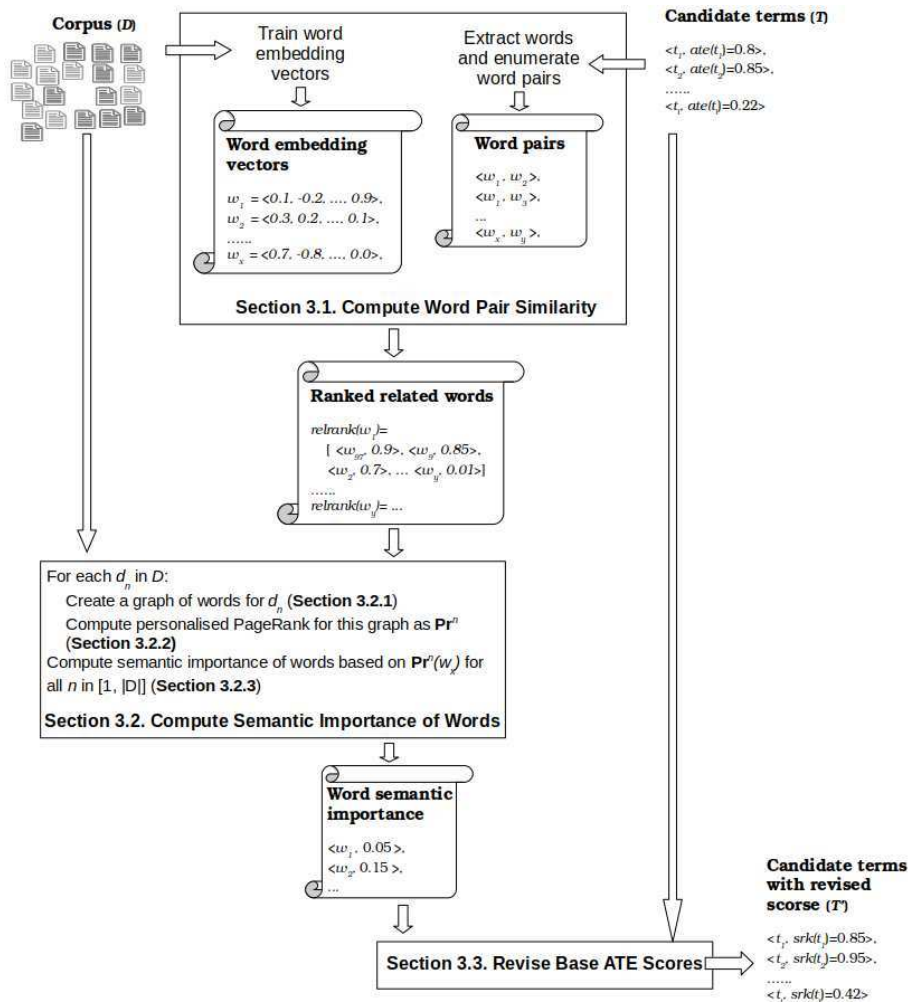 Corpus (D)
Train word
embedding
vectors
Extract words
and enumerate
word pairs
Candidate terms (T)
<t1, ate(t1)=0.8>,
<t2, ate(t2)=0.85>,
......
<ti, ate(ti)=0.22>
Word embedding
vectors
w1 = <0.1, -0.2, ..., 0.9>,
w2 = <0.3, 0.2, ..., 0.1>,
......
wx = <0.7, -0.8, ..., 0.0>,
Word pairs
<w1, w2>,
<w1, w3>,
...
<wx, wy>,
Section 3.1. Compute Word Pair Similarity
Ranked related words
relrank(w1)=
[ <w97, 0.9>, <w9, 0.85>,
<w2, 0.7>, ... <wy, 0.01>]
......
relrank(wy)= ...
For each dn in D:
Create a graph of words for dn (Section 3.2.1)
Compute personalised PageRank for this graph as Prn
(Section 3.2.2)
Compute semantic importance of words based on Prn(wx) for
all n in [1, |D|] (Section 3.2.3)
Section 3.2. Compute Semantic Importance of Words
Word semantic
importance
<w1, 0.05>,
<w2, 0.15>,
...
Section 3.3. Revise Base ATE Scores
Candidate terms
with revised
scorse (T')
<t1, srk(t1)=0.85>,
<t2, srk(t2)=0.95>,
......
<ti, srk(ti)=0.42>